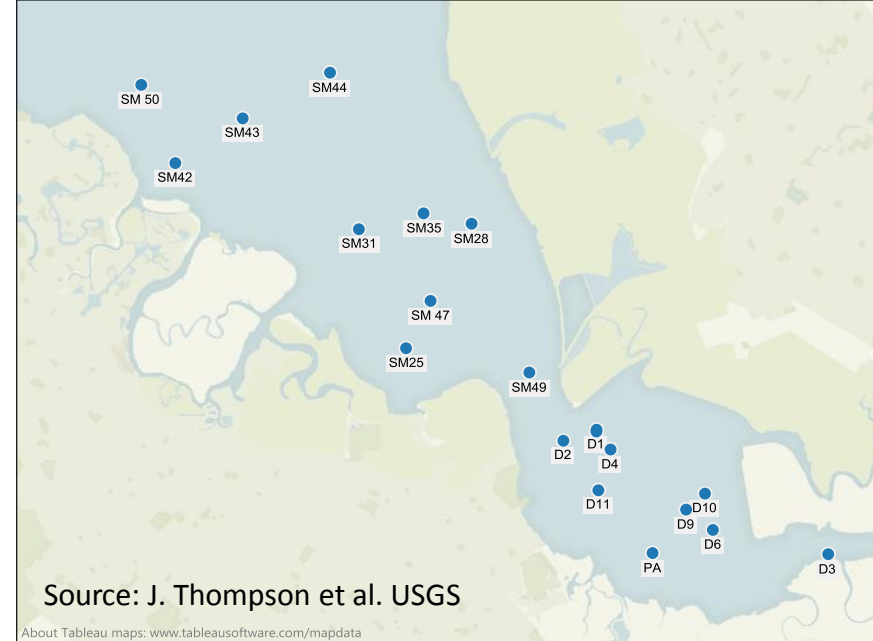 SM44
SM 50
SM43
SM42
SM35
SM28
SM31
SM 47
SM25
SM49
D1
D2
D4
D11
D10
D9
D6
PA
D3
Source: J. Thompson et al. USGS
About Tableau maps: www.tableausoftware.com/mapdata